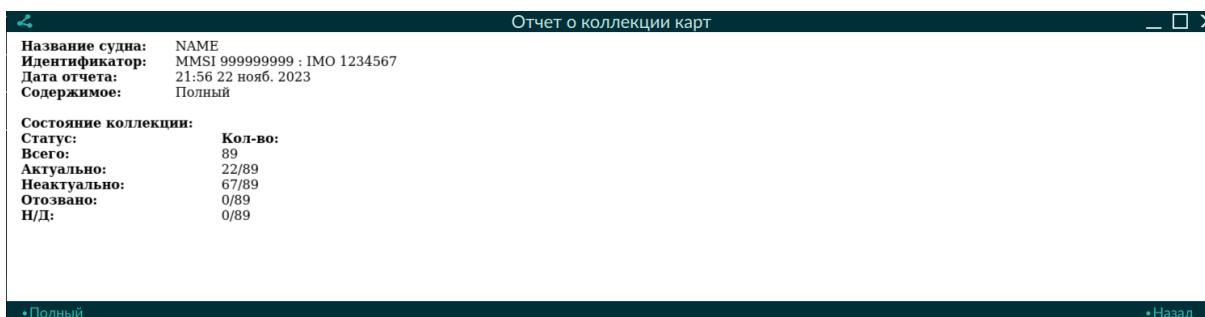 Отчет о коллекции карт
Название судна: NAME
Идентификатор: MMSI 999999999 : IMO 1234567
Дата отчета: 21:56 22 нояб. 2023
Содержимое: Полный
Состояние коллекции:
Статус: Кол-во:
Всего: 89
Актуально: 22/89
Неактуально: 67/89
Отозвано: 0/89
Н/Д: 0/89
•Полный •Назад